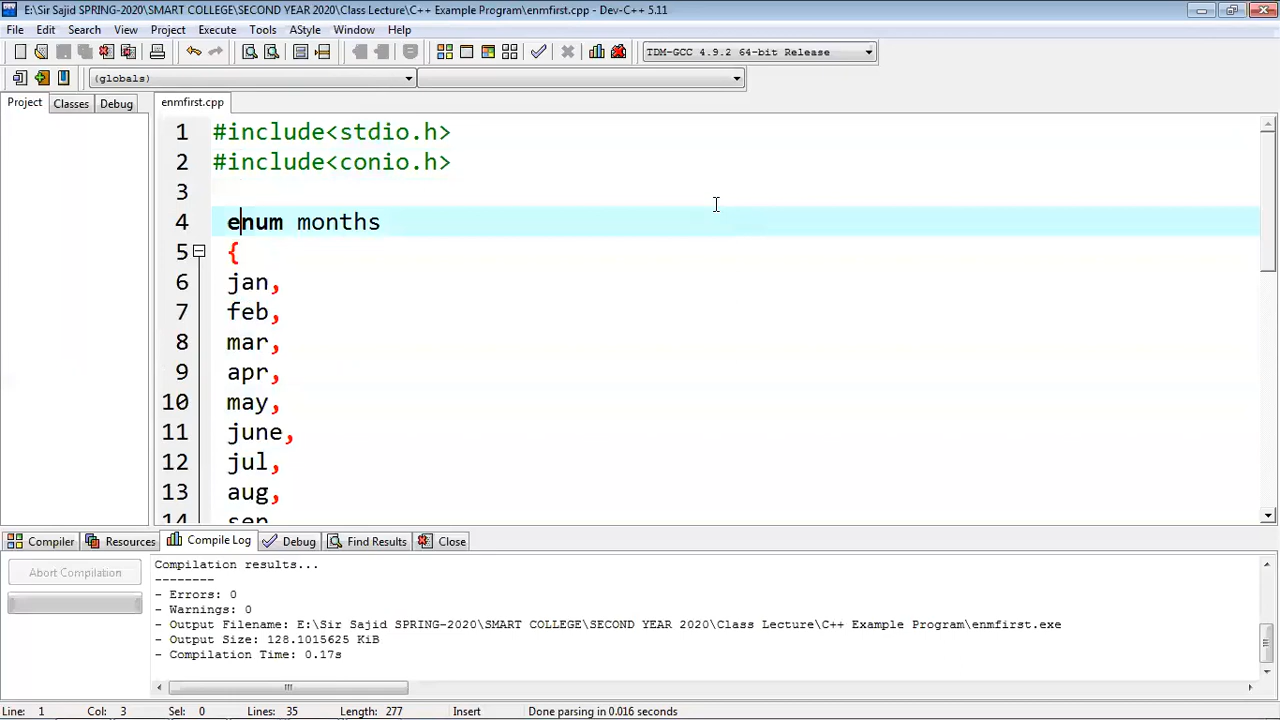 E:\Sir Sajid SPRING-2020\SMART COLLEGE\SECOND YEAR 2020\Class Lecture\C++ Example Program\enmfirst.cpp - Dev-C++ 5.11
File Edit Search View Project Execute Tools AStyle Window Help
TDM-GCC 4.9.2 64-bit Release
(globals)
Project Classes Debug enmfirst.cpp
1 #include<stdio.h>
2 #include<conio.h>
3
4 enum months
5 {
6 jan,
7 feb,
8 mar,
9 apr,
10 may,
11 june,
12 jul,
13 aug,
14 sep
Compiler Resources Compile Log Debug Find Results Close
Abort Compilation
Compilation results...
--------
- Errors: 0
- Warnings: 0
- Output Filename: E:\Sir Sajid SPRING-2020\SMART COLLEGE\SECOND YEAR 2020\Class Lecture\C++ Example Program\enmfirst.exe
- Output Size: 128.1015625 KiB
- Compilation Time: 0.17s
Line: 1 Col: 3 Sel: 0 Lines: 35 Length: 277 Insert Done parsing in 0.016 seconds